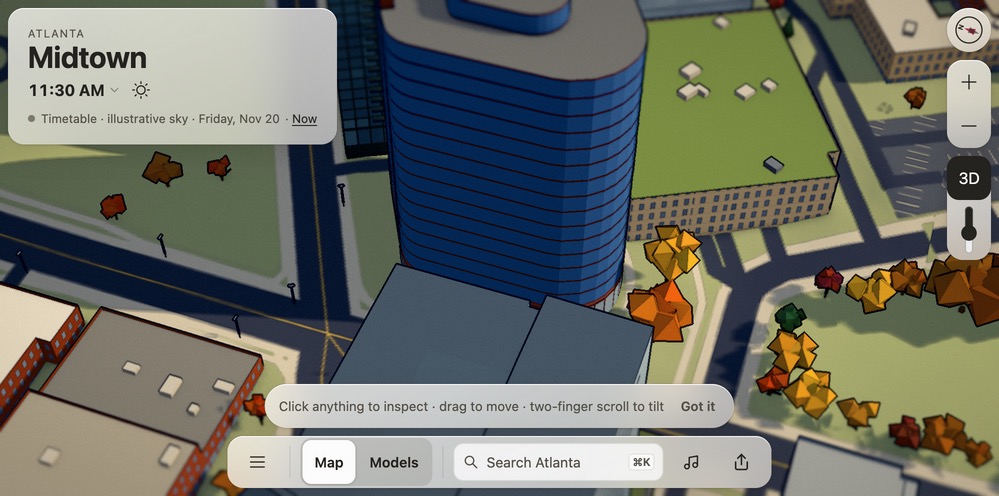 ATLANTA
Midtown
11:30 AM
Timetable · illustrative sky · Friday, Nov 20 · Now
3D
Click anything to inspect · drag to move · two-finger scroll to tilt Got it
Map Models Search Atlanta ⌘K